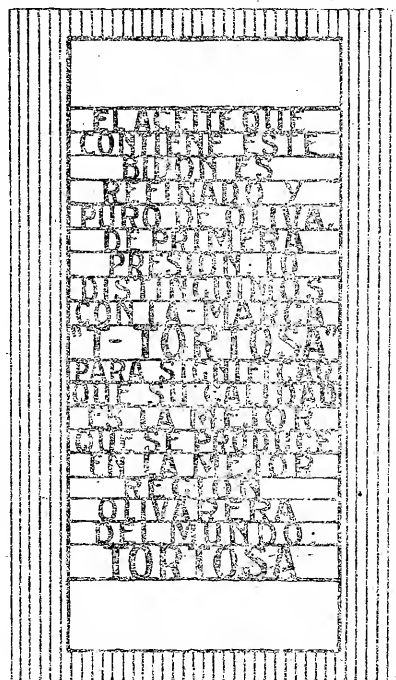 EL ACEITE QUE
CONTIENE ESTE
BIDON ES
REFINADO Y
PURO DE OLIVA,
DE PRIMERA
PRESION. LO
DISTINGUIMOS
CON LA MARCA
"1-TORTOSA"
PARA SIGNIFICAR
QUE SU CALIDAD
ES LA MEJOR
QUE SE PRODUCE
EN LA MEJOR
REGION
OLIVARERA
DEL MUNDO:
TORTOSA